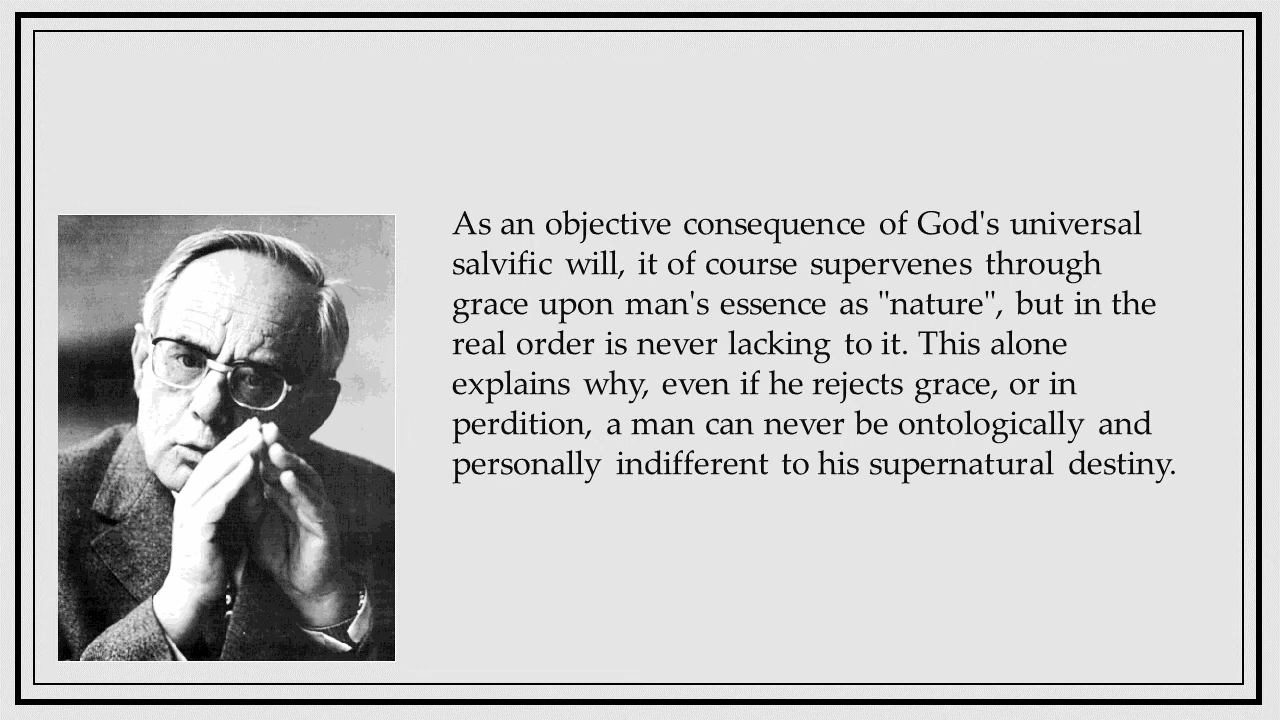 As an objective consequence of God's universal
salvific will, it of course supervenes through
grace upon man's essence as "nature", but in the
real order is never lacking to it. This alone
explains why, even if he rejects grace, or in
perdition, a man can never be ontologically and
personally indifferent to his supernatural destiny.